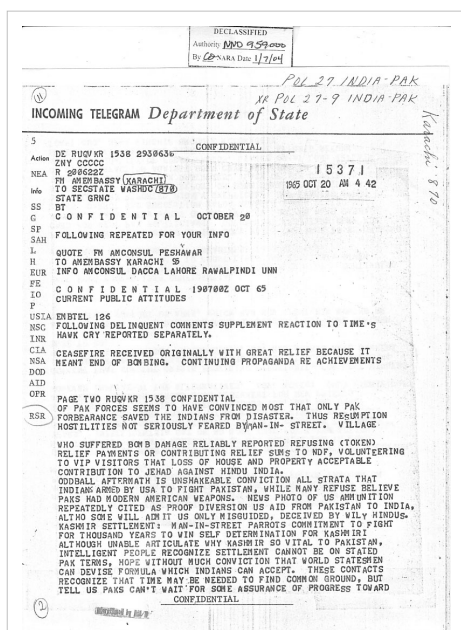 DECLASSIFIED
Authority NND 959000
By CD NARA Date 1/7/04
POL 27 INDIA-PAK
XR POL 27-9 INDIA-PAK
11
INCOMING TELEGRAM Department of State
Karachi 870
5
CONFIDENTIAL
Action DE RUQVKR 1538 2930636
ZNY CCCCC
NEA R 200622Z
15371
FM AMEMBASSY KARACHI
Info TO SECSTATE WASHDC 870
1965 OCT 20 AM 4 42
STATE GRNC
SS BT
G CONFIDENTIAL OCTOBER 20
SP
SAH FOLLOWING REPEATED FOR YOUR INFO
L QUOTE FM AMCONSUL PESHAWAR
H TO AMEMBASSY KARACHI 95
EUR INFO AMCONSUL DACCA LAHORE RAWALPINDI UNN
FE
IO CONFIDENTIAL 190700Z OCT 65
CURRENT PUBLIC ATTITUDES
P
USIA EMBTEL 126
NSC FOLLOWING DELINQUENT COMMENTS SUPPLEMENT REACTION TO TIME'S
INR HAWK CRY REPORTED SEPARATELY.
CIA CEASEFIRE RECEIVED ORIGINALLY WITH GREAT RELIEF BECAUSE IT
NSA MEANT END OF BOMBING. CONTINUING PROPAGANDA RE ACHIEVEMENTS
DOD
AID
OPR PAGE TWO RUQVKR 1538 CONFIDENTIAL
OF PAK FORCES SEEMS TO HAVE CONVINCED MOST THAT ONLY PAK
RSR FORBEARANCE SAVED THE INDIANS FROM DISASTER. THUS RESUMPTION
HOSTILITIES NOT SERIOUSLY FEARED BY MAN-IN- STREET. VILLAGE
WHO SUFFERED BOMB DAMAGE RELIABLY REPORTED REFUSING (TOKEN)
RELIEF PAYMENTS OR CONTRIBUTING RELIEF SUMS TO NDF, VOLUNTEERING
TO VIP VISITORS THAT LOSS OF HOUSE AND PROPERTY ACCEPTABLE
CONTRIBUTION TO JEHAD AGAINST HINDU INDIA.
ODDBALL AFTERMATH IS UNSHAKEABLE CONVICTION ALL STRATA THAT
INDIANS ARMED BY USA TO FIGHT PAKISTAN, WHILE MANY REFUSE BELIEVE
PAKS HAD MODERN AMERICAN WEAPONS. NEWS PHOTO OF US AMMUNITION
REPEATEDLY CITED AS PROOF DIVERSION US AID FROM PAKISTAN TO INDIA,
ALTHO SOME WILL ADMIT US ONLY MISGUIDED, DECEIVED BY WILY HINDUS.
KASHMIR SETTLEMENT: MAN-IN-STREET PARROTS COMMITMENT TO FIGHT
FOR THOUSAND YEARS TO WIN SELF DETERMINATION FOR KASHMIRI
ALTHOUGH UNABLE ARTICULATE WHY KASHMIR SO VITAL TO PAKISTAN,
INTELLIGENT PEOPLE RECOGNIZE SETTLEMENT CANNOT BE ON STATED
PAK TERMS, HOPE WITHOUT MUCH CONVICTION THAT WORLD STATESMEN
CAN DEVISE FORMULA WHICH INDIANS CAN ACCEPT. THESE CONTACTS
RECOGNIZE THAT TIME MAY BE NEEDED TO FIND COMMON GROUND, BUT
TELL US PAKS CAN'T WAIT FOR SOME ASSURANCE OF PROGRESS TOWARD
CONFIDENTIAL
2